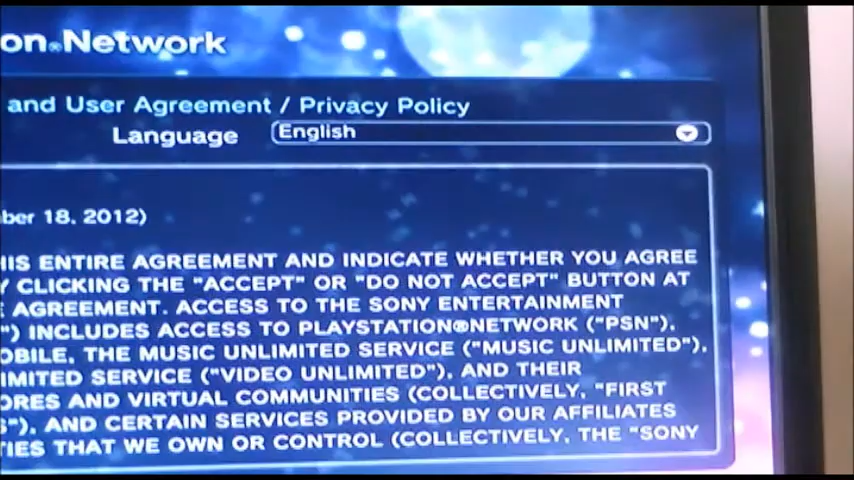 on®Network
and User Agreement / Privacy Policy
Language English
ber 18, 2012)
HIS ENTIRE AGREEMENT AND INDICATE WHETHER YOU AGREE
Y CLICKING THE "ACCEPT" OR "DO NOT ACCEPT" BUTTON AT
E AGREEMENT. ACCESS TO THE SONY ENTERTAINMENT
") INCLUDES ACCESS TO PLAYSTATION®NETWORK ("PSN"),
OBILE, THE MUSIC UNLIMITED SERVICE ("MUSIC UNLIMITED"),
IMITED SERVICE ("VIDEO UNLIMITED"), AND THEIR
ORES AND VIRTUAL COMMUNITIES (COLLECTIVELY, "FIRST
S"), AND CERTAIN SERVICES PROVIDED BY OUR AFFILIATES
TIES THAT WE OWN OR CONTROL (COLLECTIVELY, THE "SONY